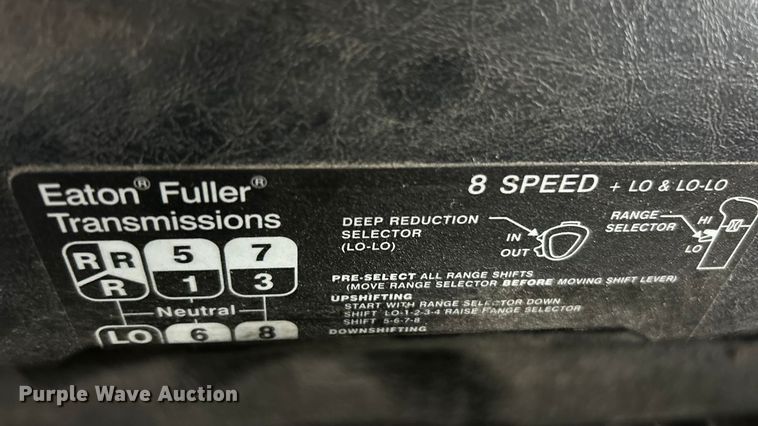 Eaton® Fuller®
Transmissions
8 SPEED + LO & LO-LO
DEEP REDUCTION
SELECTOR
(LO-LO)
IN
OUT
RANGE
SELECTOR
HI
LO
R R 5 7
R 1 3
Neutral
LO 6 8
PRE-SELECT ALL RANGE SHIFTS
(MOVE RANGE SELECTOR BEFORE MOVING SHIFT LEVER)
UPSHIFTING
START WITH RANGE SELECTOR DOWN
SHIFT LO-1-2-3-4 RAISE RANGE SELECTOR
SHIFT 5-6-7-8
DOWNSHIFTING
Purple Wave Auction